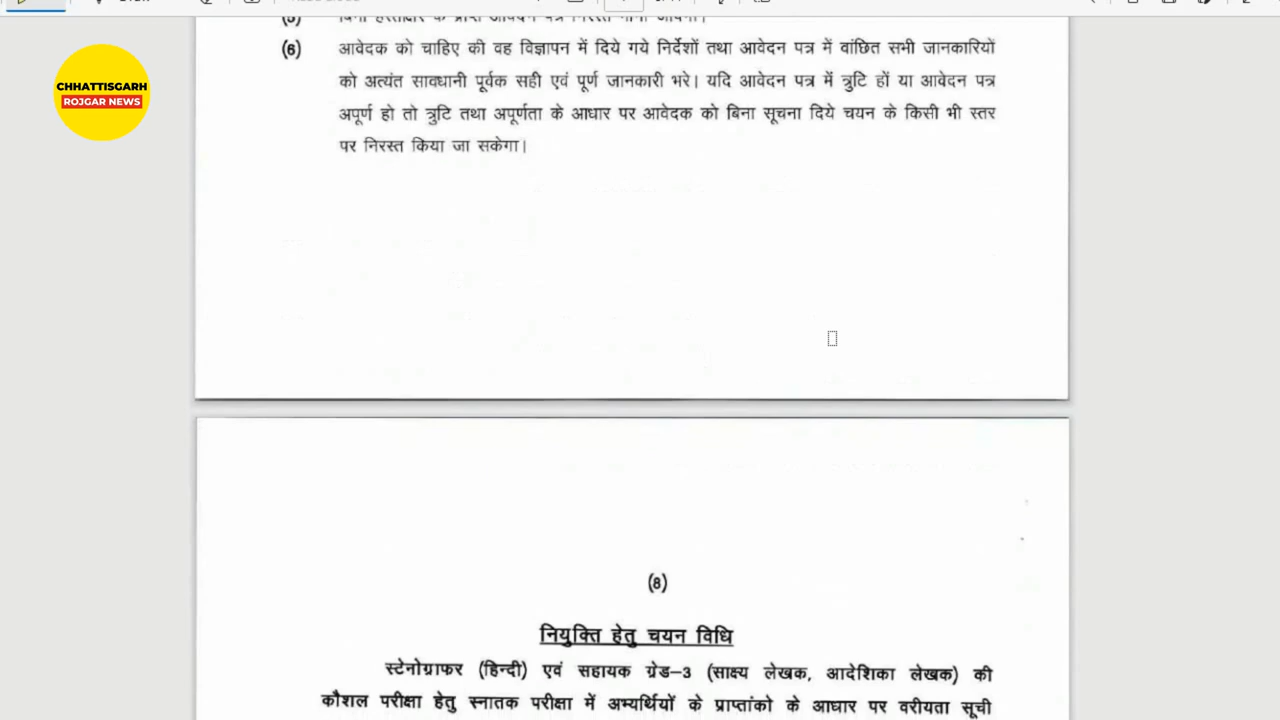 CHHATTISGARH
ROJGAR NEWS
(6) आवेदक को चाहिए की वह विज्ञापन में दिये गये निर्देशों तथा आवेदन पत्र में वांछित सभी जानकारियों
को अत्यंत सावधानी पूर्वक सही एवं पूर्ण जानकारी भरे। यदि आवेदन पत्र में त्रुटि हों या आवेदन पत्र
अपूर्ण हो तो त्रुटि तथा अपूर्णता के आधार पर आवेदक को बिना सूचना दिये चयन के किसी भी स्तर
पर निरस्त किया जा सकेगा।
(8)
नियुक्ति हेतु चयन विधि
स्टेनोग्राफर (हिन्दी) एवं सहायक ग्रेड-3 (साक्ष्य लेखक, आदेशिका लेखक) की
कौशल परीक्षा हेतु स्नातक परीक्षा में अभ्यर्थियों के प्राप्तांको के आधार पर वरीयता सूची